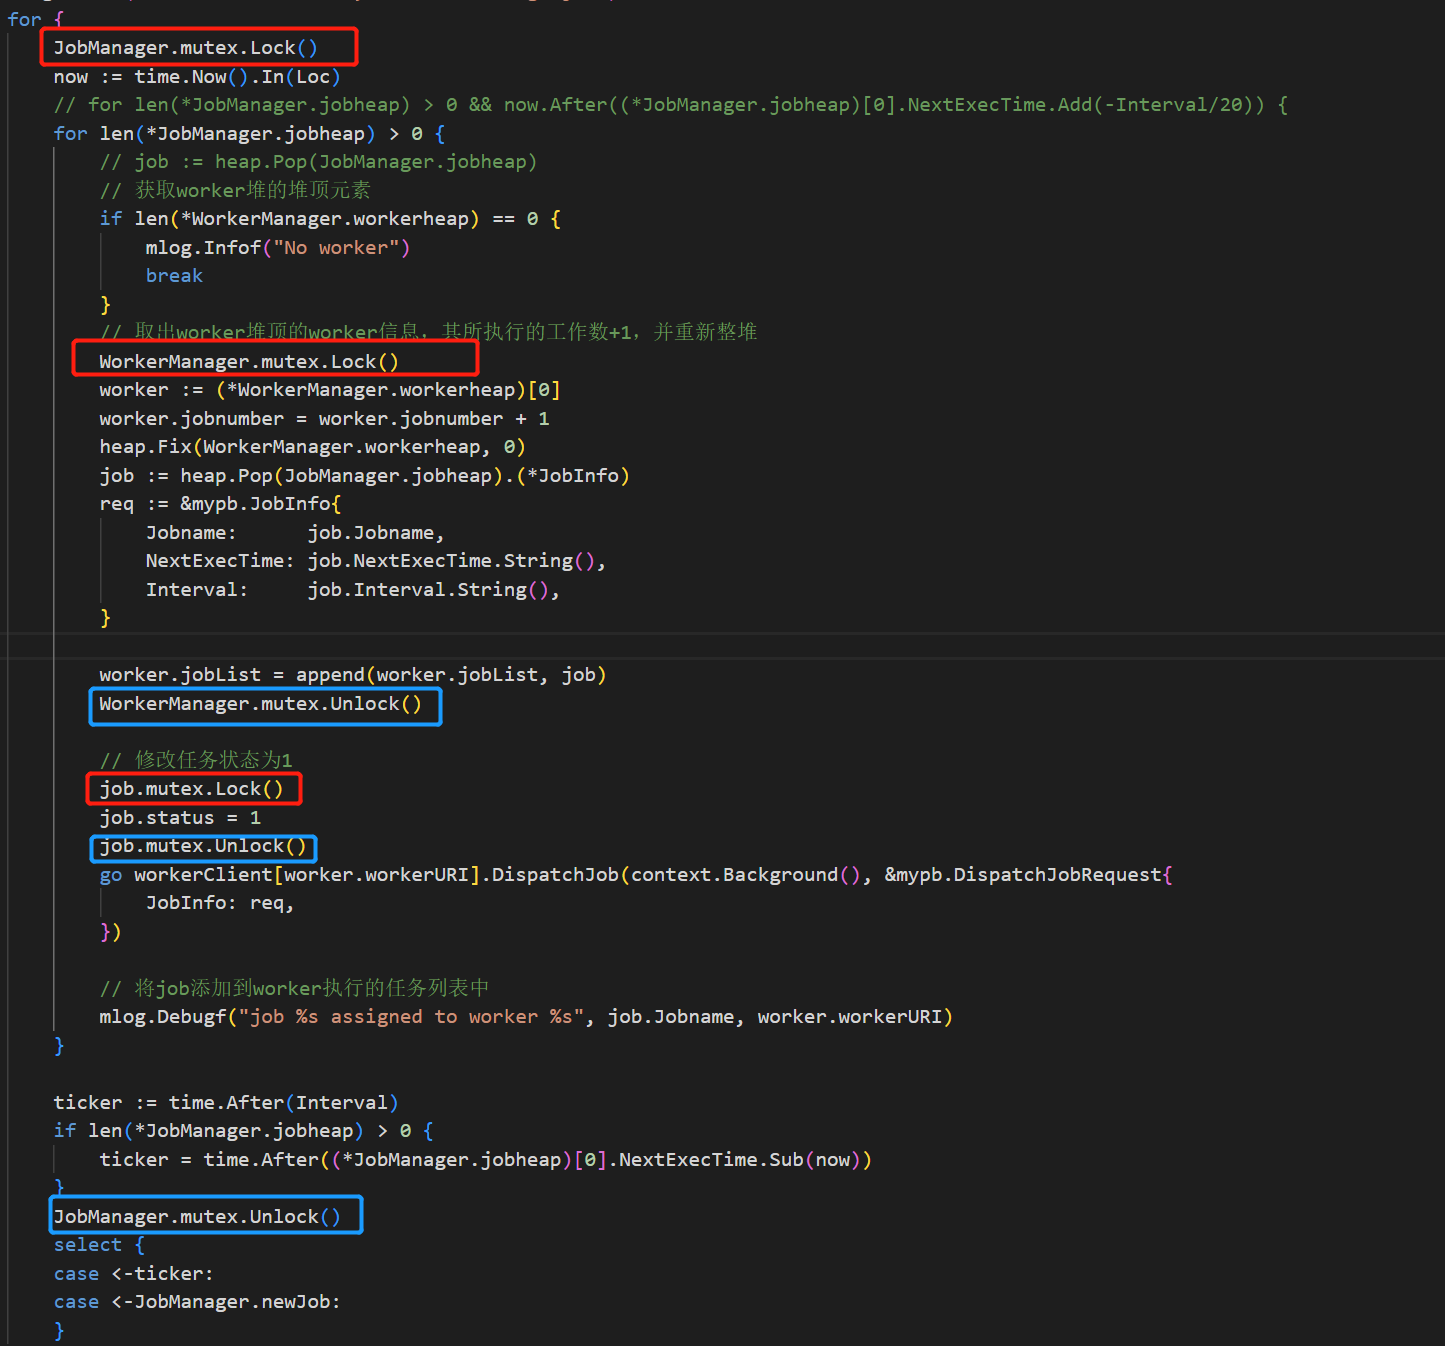 for {
JobManager.mutex.Lock()
now := time.Now().In(Loc)
// for len(*JobManager.jobheap) > 0 && now.After((*JobManager.jobheap)[0].NextExecTime.Add(-Interval/20)) {
for len(*JobManager.jobheap) > 0 {
// job := heap.Pop(JobManager.jobheap)
// 获取worker堆的堆顶元素
if len(*WorkerManager.workerheap) == 0 {
mlog.Infof("No worker")
break
}
// 取出worker堆顶的worker信息，其所执行的工作数+1，并重新整堆
WorkerManager.mutex.Lock()
worker := (*WorkerManager.workerheap)[0]
worker.jobnumber = worker.jobnumber + 1
heap.Fix(WorkerManager.workerheap, 0)
job := heap.Pop(JobManager.jobheap).(*JobInfo)
req := &mypb.JobInfo{
Jobname: job.Jobname,
NextExecTime: job.NextExecTime.String(),
Interval: job.Interval.String(),
}
worker.jobList = append(worker.jobList, job)
WorkerManager.mutex.Unlock()
// 修改任务状态为1
job.mutex.Lock()
job.status = 1
job.mutex.Unlock()
go workerClient[worker.workerURI].DispatchJob(context.Background(), &mypb.DispatchJobRequest{
JobInfo: req,
})
// 将job添加到worker执行的任务列表中
mlog.Debugf("job %s assigned to worker %s", job.Jobname, worker.workerURI)
}
ticker := time.After(Interval)
if len(*JobManager.jobheap) > 0 {
ticker = time.After((*JobManager.jobheap)[0].NextExecTime.Sub(now))
}
JobManager.mutex.Unlock()
select {
case <-ticker:
case <-JobManager.newJob:
}